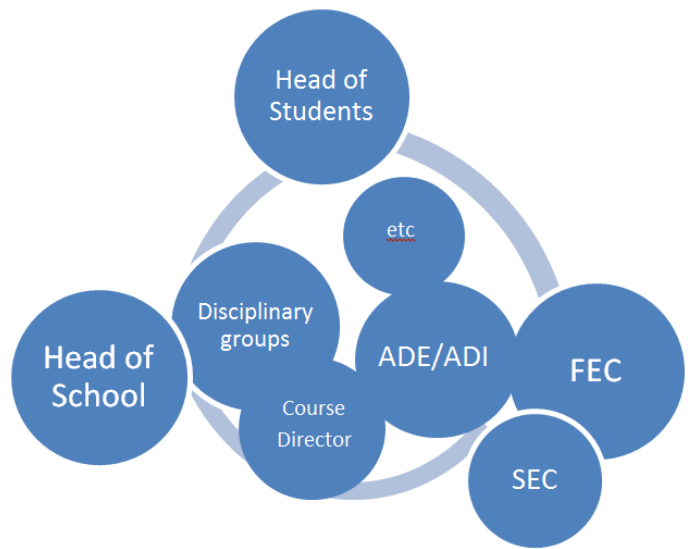 Head of
Students
etc
Disciplinary
groups
ADE/ADI
Head of
School
FEC
Course
Director
SEC